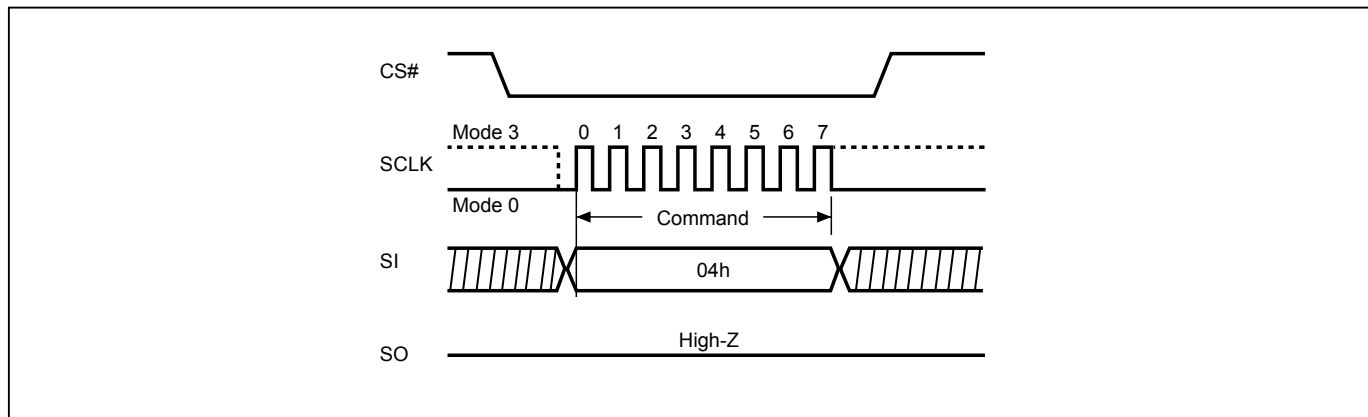 CS#
Mode 3 0 1 2 3 4 5 6 7
SCLK
Mode 0
Command
SI
04h
High-Z
SO